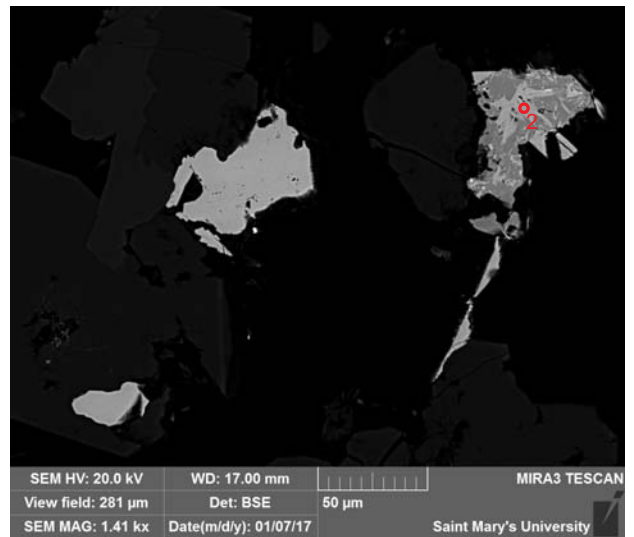 2
SEM HV: 20.0 kV WD: 17.00 mm MIRA3 TESCAN
View field: 281 µm Det: BSE 50 µm
SEM MAG: 1.41 kx Date(m/d/y): 01/07/17 Saint Mary's University